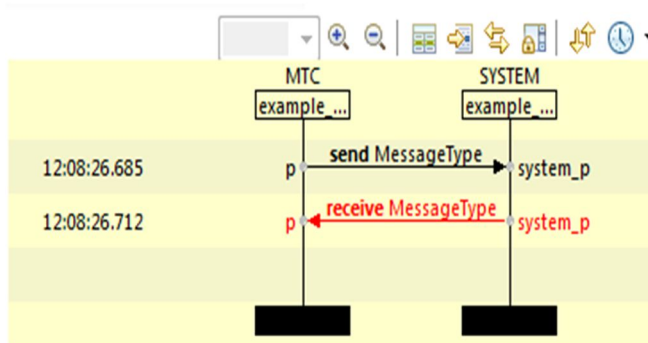 MTC SYSTEM
example_... example_...
12:08:26.685 p send MessageType system_p
12:08:26.712 p receive MessageType system_p